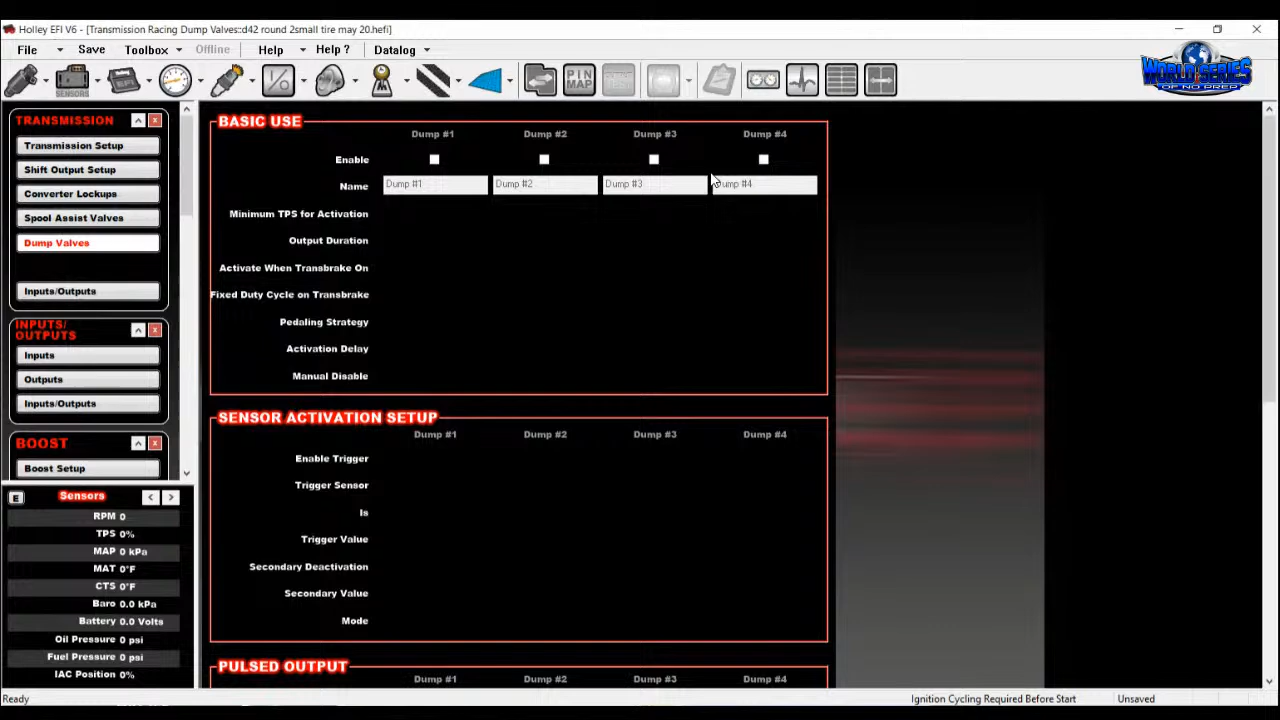 Holley EFI V6 - [Transmission Racing Dump Valves::d42 round 2small tire may 20.hefi]
File Save Toolbox Offline Help Help ? Datalog
SENSORS I/O PIN MAP
WORLD SERIES
OF NO PREP
TRANSMISSION ^ x
Transmission Setup
Shift Output Setup
Converter Lockups
Spool Assist Valves
Dump Valves
Inputs/Outputs
INPUTS/
OUTPUTS ^ x
Inputs
Outputs
Inputs/Outputs
BOOST ^ x
Boost Setup
E Sensors < >
RPM 0
TPS 0%
MAP 0 kPa
MAT 0°F
CTS 0°F
Baro 0.0 kPa
Battery 0.0 Volts
Oil Pressure 0 psi
Fuel Pressure 0 psi
IAC Position 0%
BASIC USE
Dump #1 Dump #2 Dump #3 Dump #4
Enable
Name Dump #1 Dump #2 Dump #3 Dump #4
Minimum TPS for Activation
Output Duration
Activate When Transbrake On
Fixed Duty Cycle on Transbrake
Pedaling Strategy
Activation Delay
Manual Disable
SENSOR ACTIVATION SETUP
Dump #1 Dump #2 Dump #3 Dump #4
Enable Trigger
Trigger Sensor
Is
Trigger Value
Secondary Deactivation
Secondary Value
Mode
PULSED OUTPUT
Dump #1 Dump #2 Dump #3 Dump #4
Ready Ignition Cycling Required Before Start Unsaved